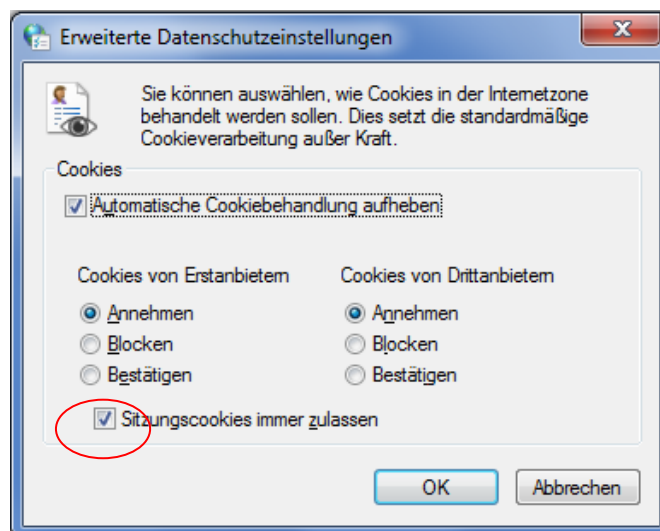 Erweiterte Datenschutzeinstellungen
Sie können auswählen, wie Cookies in der Internetzone
behandelt werden sollen. Dies setzt die standardmäßige
Cookieverarbeitung außer Kraft.
Cookies
Automatische Cookiebehandlung aufheben
Cookies von Erstanbietern Cookies von Drittanbietern
Annehmen Annehmen
Blocken Blocken
Bestätigen Bestätigen
Sitzungscookies immer zulassen
OK Abbrechen